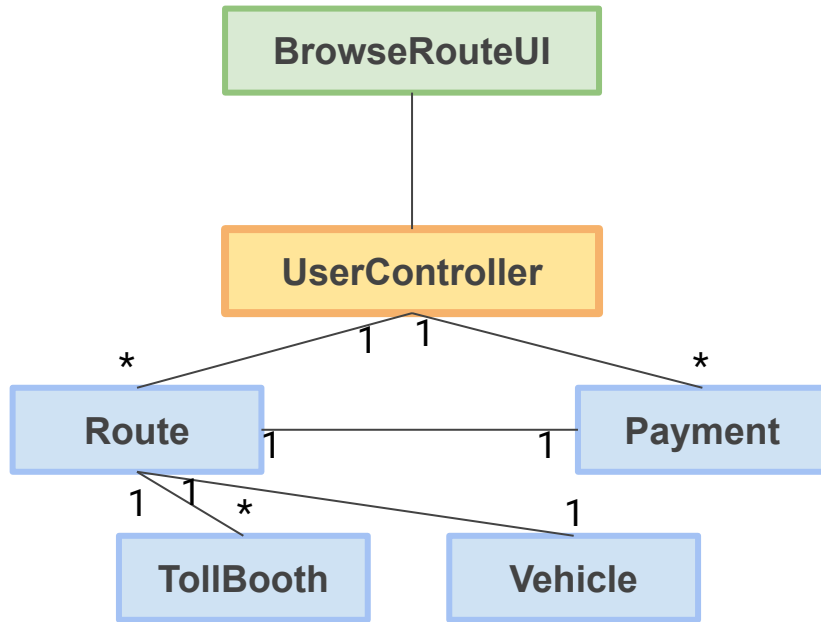 BrowseRouteUI
UserController
1 1
* *
Route 1 1 Payment
1 1 * 1
TollBooth Vehicle